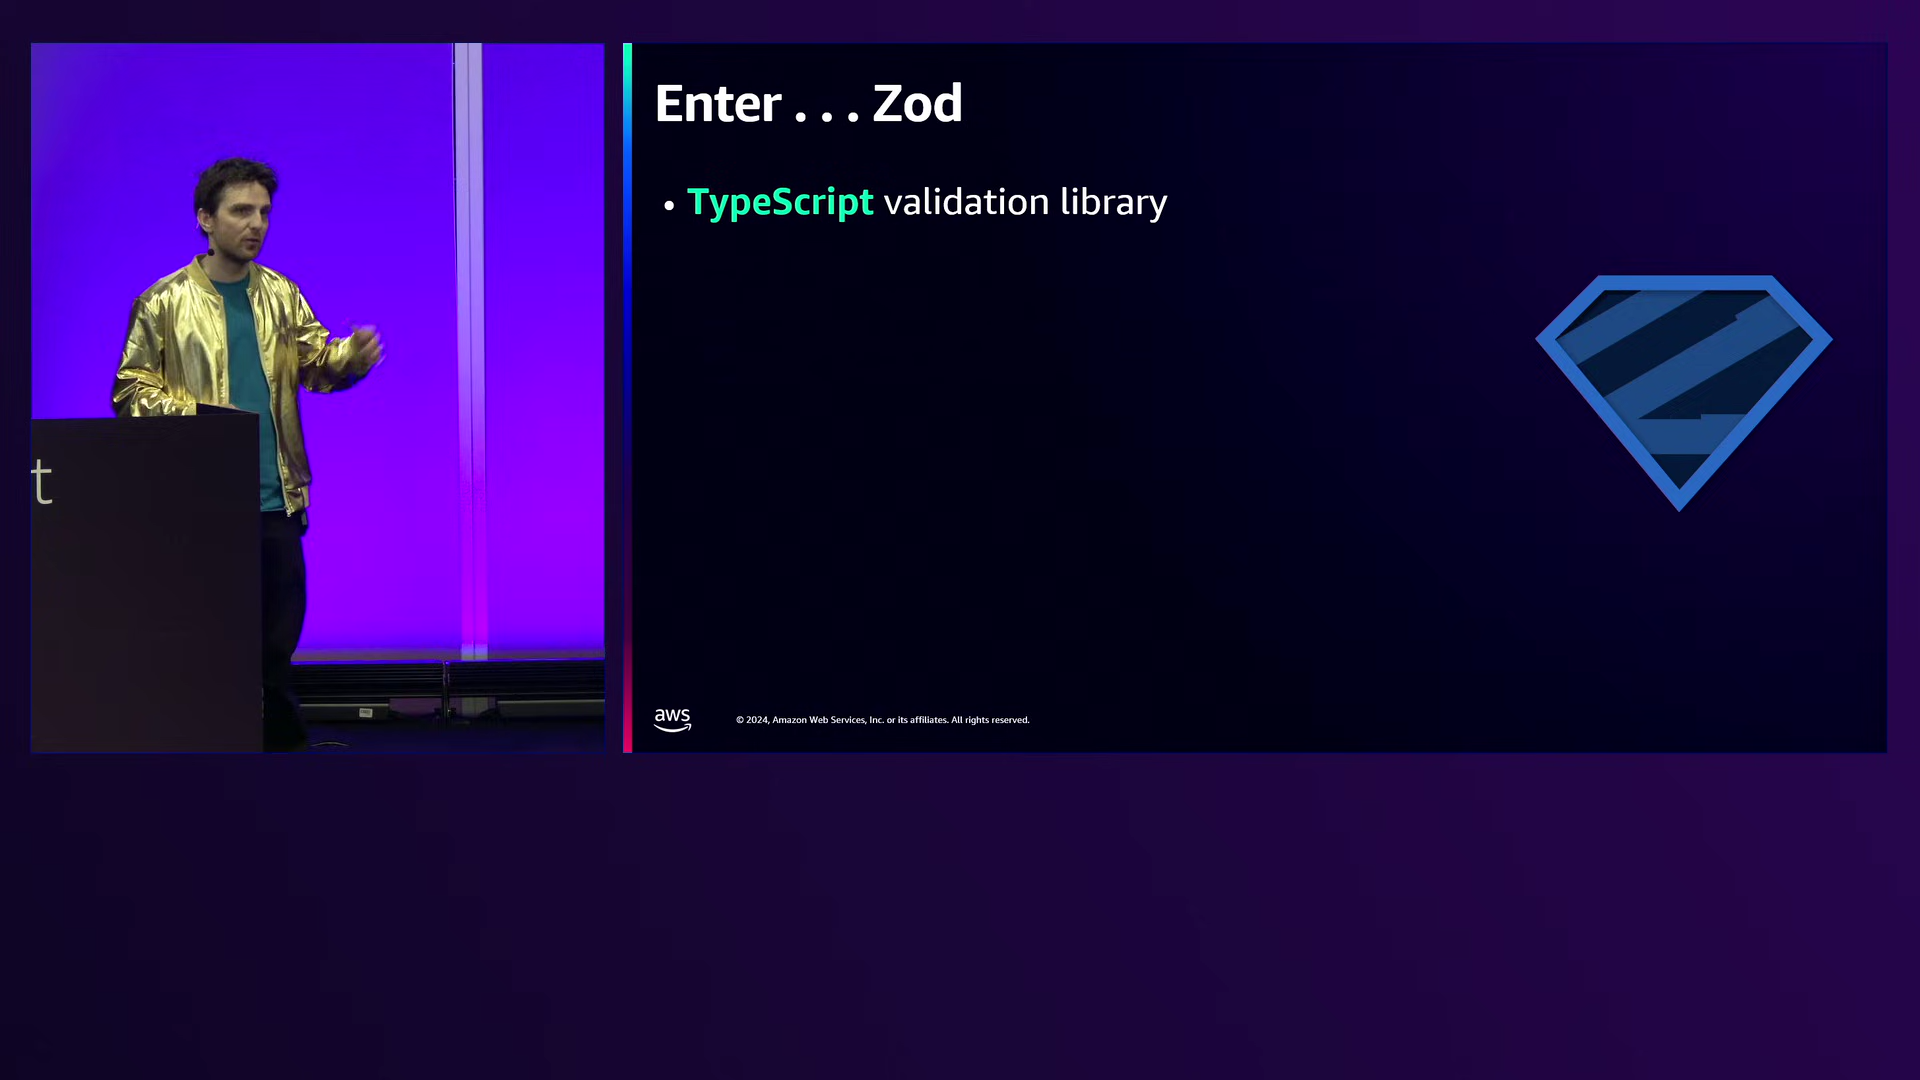 Enter . . . Zod
• TypeScript validation library
t
aws
© 2024, Amazon Web Services, Inc. or its affiliates. All rights reserved.